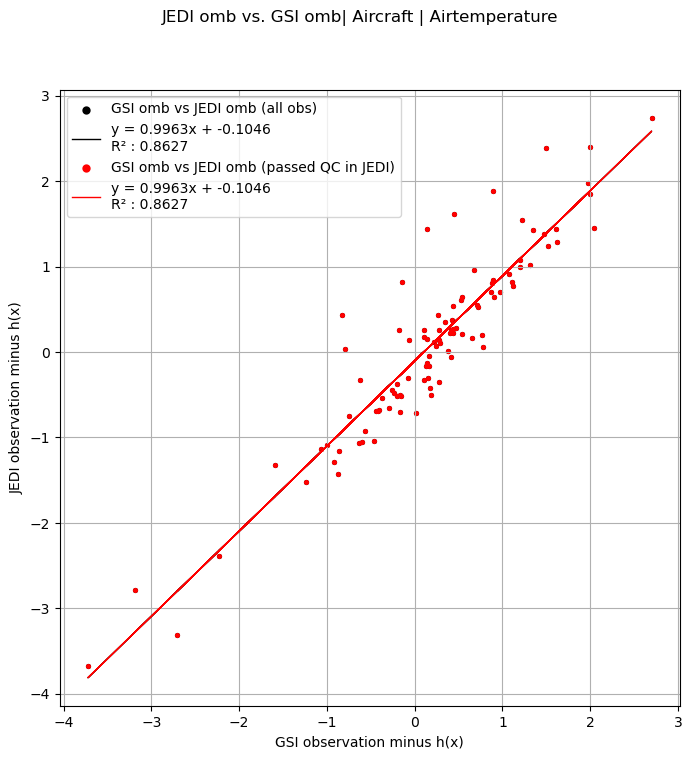 JEDI omb vs. GSI omb| Aircraft | Airtemperature
GSI omb vs JEDI omb (all obs)
y = 0.9963x + -0.1046
R² : 0.8627
GSI omb vs JEDI omb (passed QC in JEDI)
y = 0.9963x + -0.1046
R² : 0.8627
3
2
1
0
−1
−2
−3
−4
JEDI observation minus h(x)
−4 −3 −2 −1 0 1 2 3
GSI observation minus h(x)